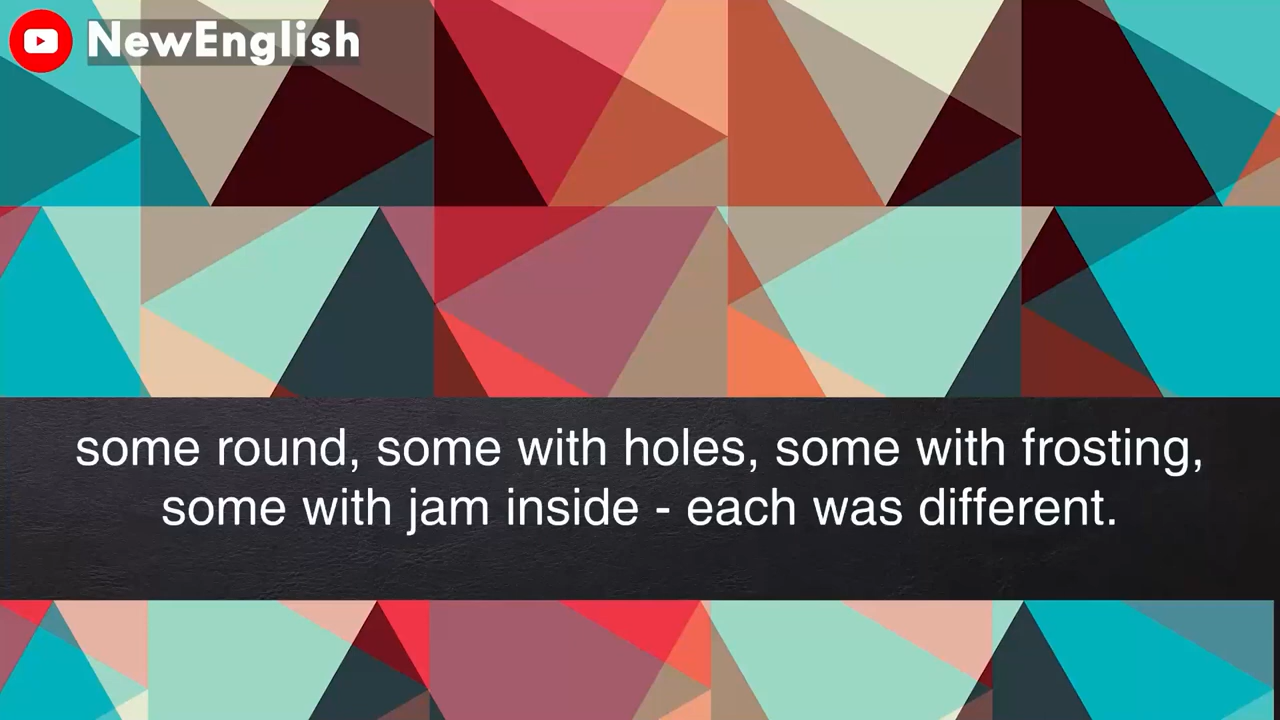 NewEnglish
some round, some with holes, some with frosting,
some with jam inside - each was different.